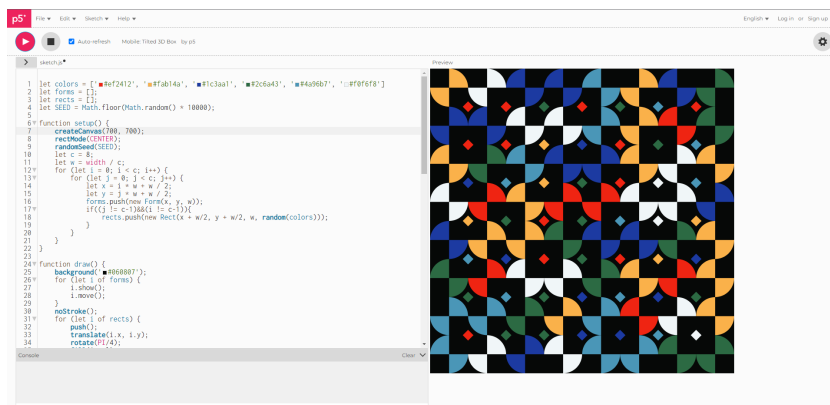 p5* File Edit Sketch Help English Log in or Sign up
Auto-refresh Mobile: Tilted 3D Box by p5
sketch.js Preview
1 let colors = ['#ef2412', '#fab14a', '#1c3aa1', '#2c6a43', '#4a96b7', '#f0f6f8']
2 let forms = [];
3 let rects = [];
4 let SEED = Math.floor(Math.random() * 10000);
5
6 function setup() {
7 createCanvas(700, 700);
8 rectMode(CENTER);
9 randomSeed(SEED);
10 let c = 8;
11 let w = width / c;
12 for (let i = 0; i < c; i++) {
13 for (let j = 0; j < c; j++) {
14 let x = i * w + w / 2;
15 let y = j * w + w / 2;
16 forms.push(new Form(x, y, w));
17 if((j != c-1)&&(i != c-1)){
18 rects.push(new Rect(x + w/2, y + w/2, w, random(colors)));
19 }
20 }
21 }
22 }
23
24 function draw() {
25 background('#060807');
26 for (let i of forms) {
27 i.show();
28 i.move();
29 }
30 noStroke();
31 for (let i of rects) {
32 push();
33 translate(i.x, i.y);
34 rotate(PI/4);
Console Clear